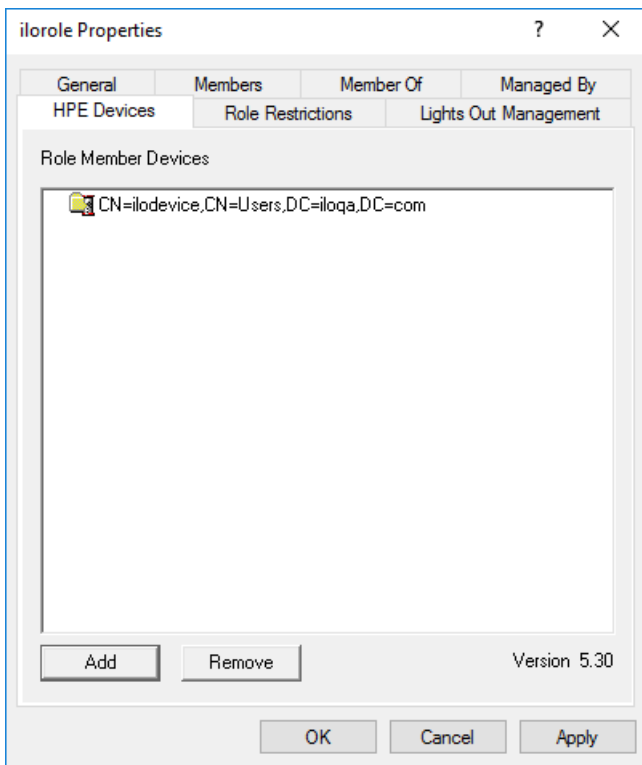 ilorole Properties ? ×
General Members Member Of Managed By
HPE Devices Role Restrictions Lights Out Management
Role Member Devices
CN=ilodevice,CN=Users,DC=iloqa,DC=com
Add Remove Version 5.30
OK Cancel Apply